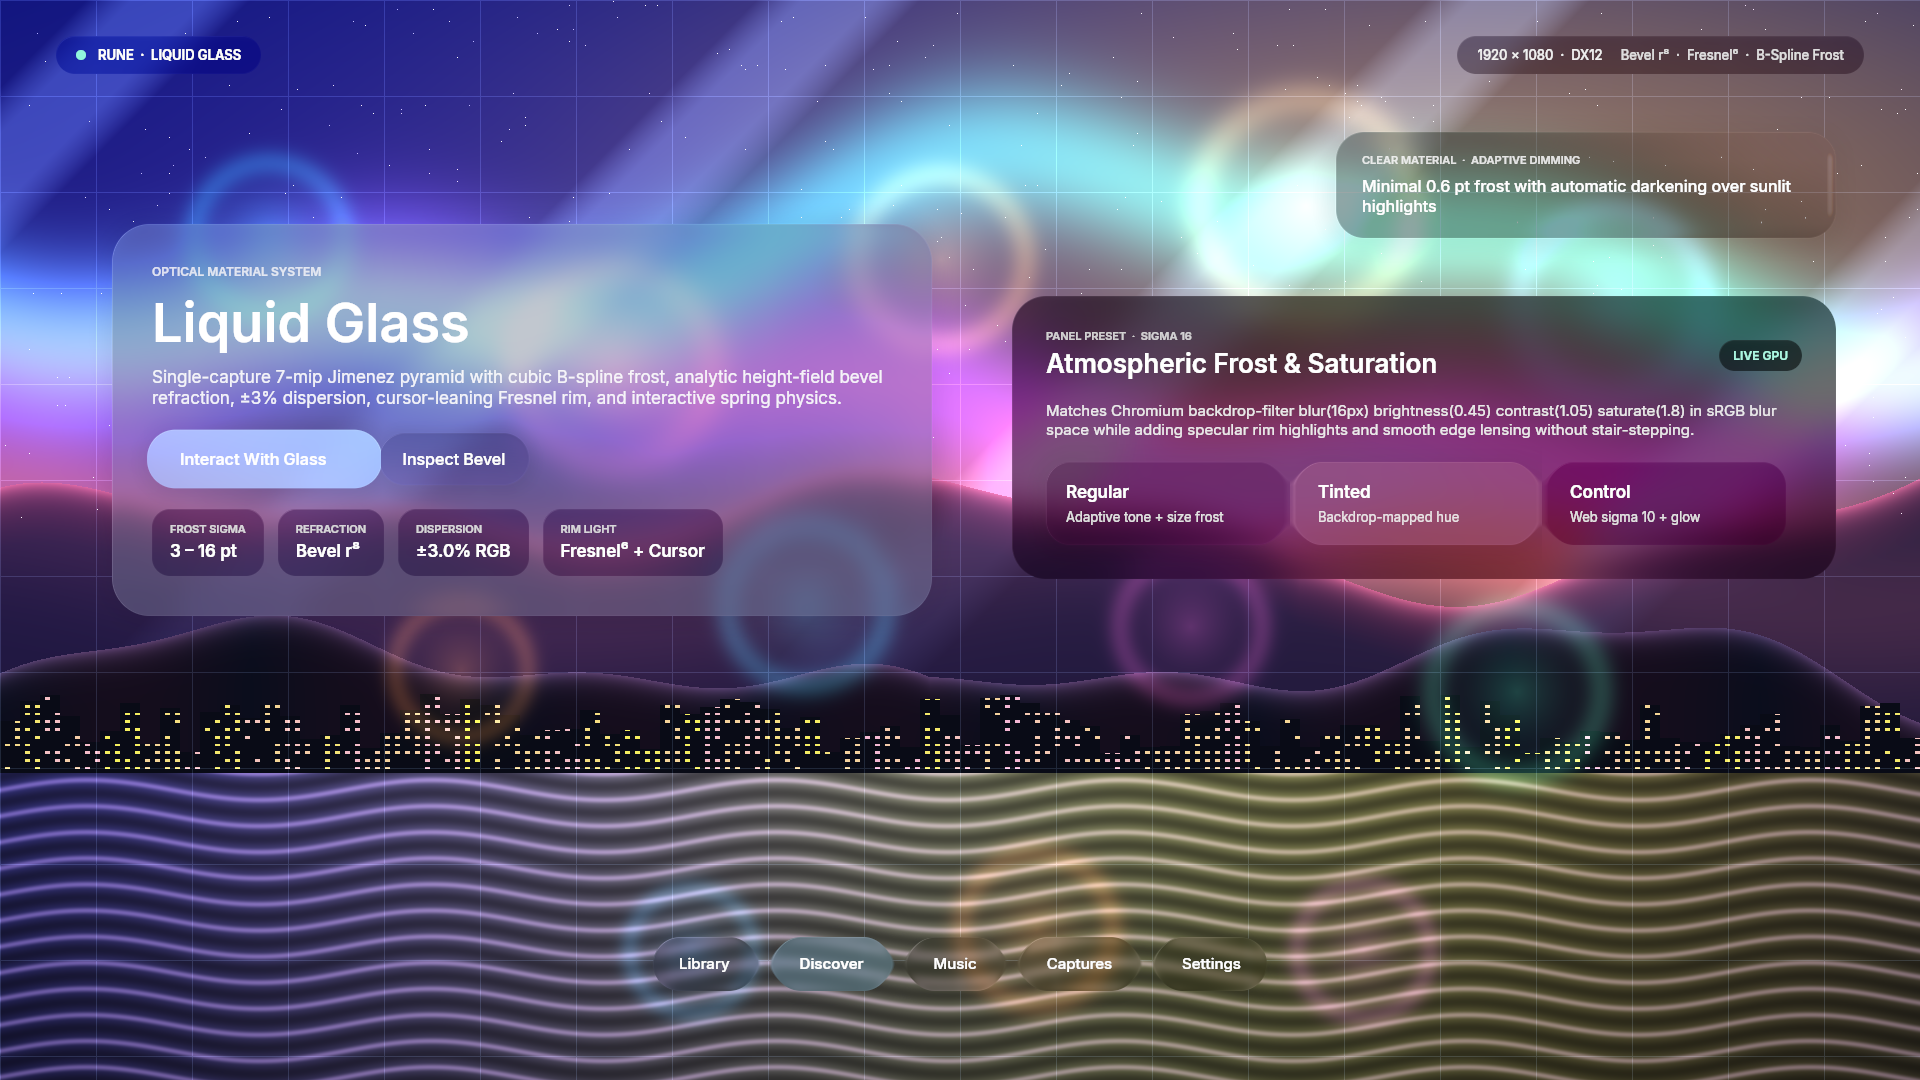 RUNE · LIQUID GLASS
1920 × 1080 · DX12 Bevel r⁸ · Fresnel⁶ · B-Spline Frost
CLEAR MATERIAL · ADAPTIVE DIMMING
Minimal 0.6 pt frost with automatic darkening over sunlit
highlights
OPTICAL MATERIAL SYSTEM
Liquid Glass
Single-capture 7-mip Jimenez pyramid with cubic B-spline frost, analytic height-field bevel
refraction, ±3% dispersion, cursor-leaning Fresnel rim, and interactive spring physics.
Interact With Glass
Inspect Bevel
FROST SIGMA
3 – 16 pt
REFRACTION
Bevel r⁸
DISPERSION
±3.0% RGB
RIM LIGHT
Fresnel⁶ + Cursor
PANEL PRESET · SIGMA 16
Atmospheric Frost & Saturation
LIVE GPU
Matches Chromium backdrop-filter blur(16px) brightness(0.45) contrast(1.05) saturate(1.8) in sRGB blur
space while adding specular rim highlights and smooth edge lensing without stair-stepping.
Regular
Adaptive tone + size frost
Tinted
Backdrop-mapped hue
Control
Web sigma 10 + glow
Library
Discover
Music
Captures
Settings